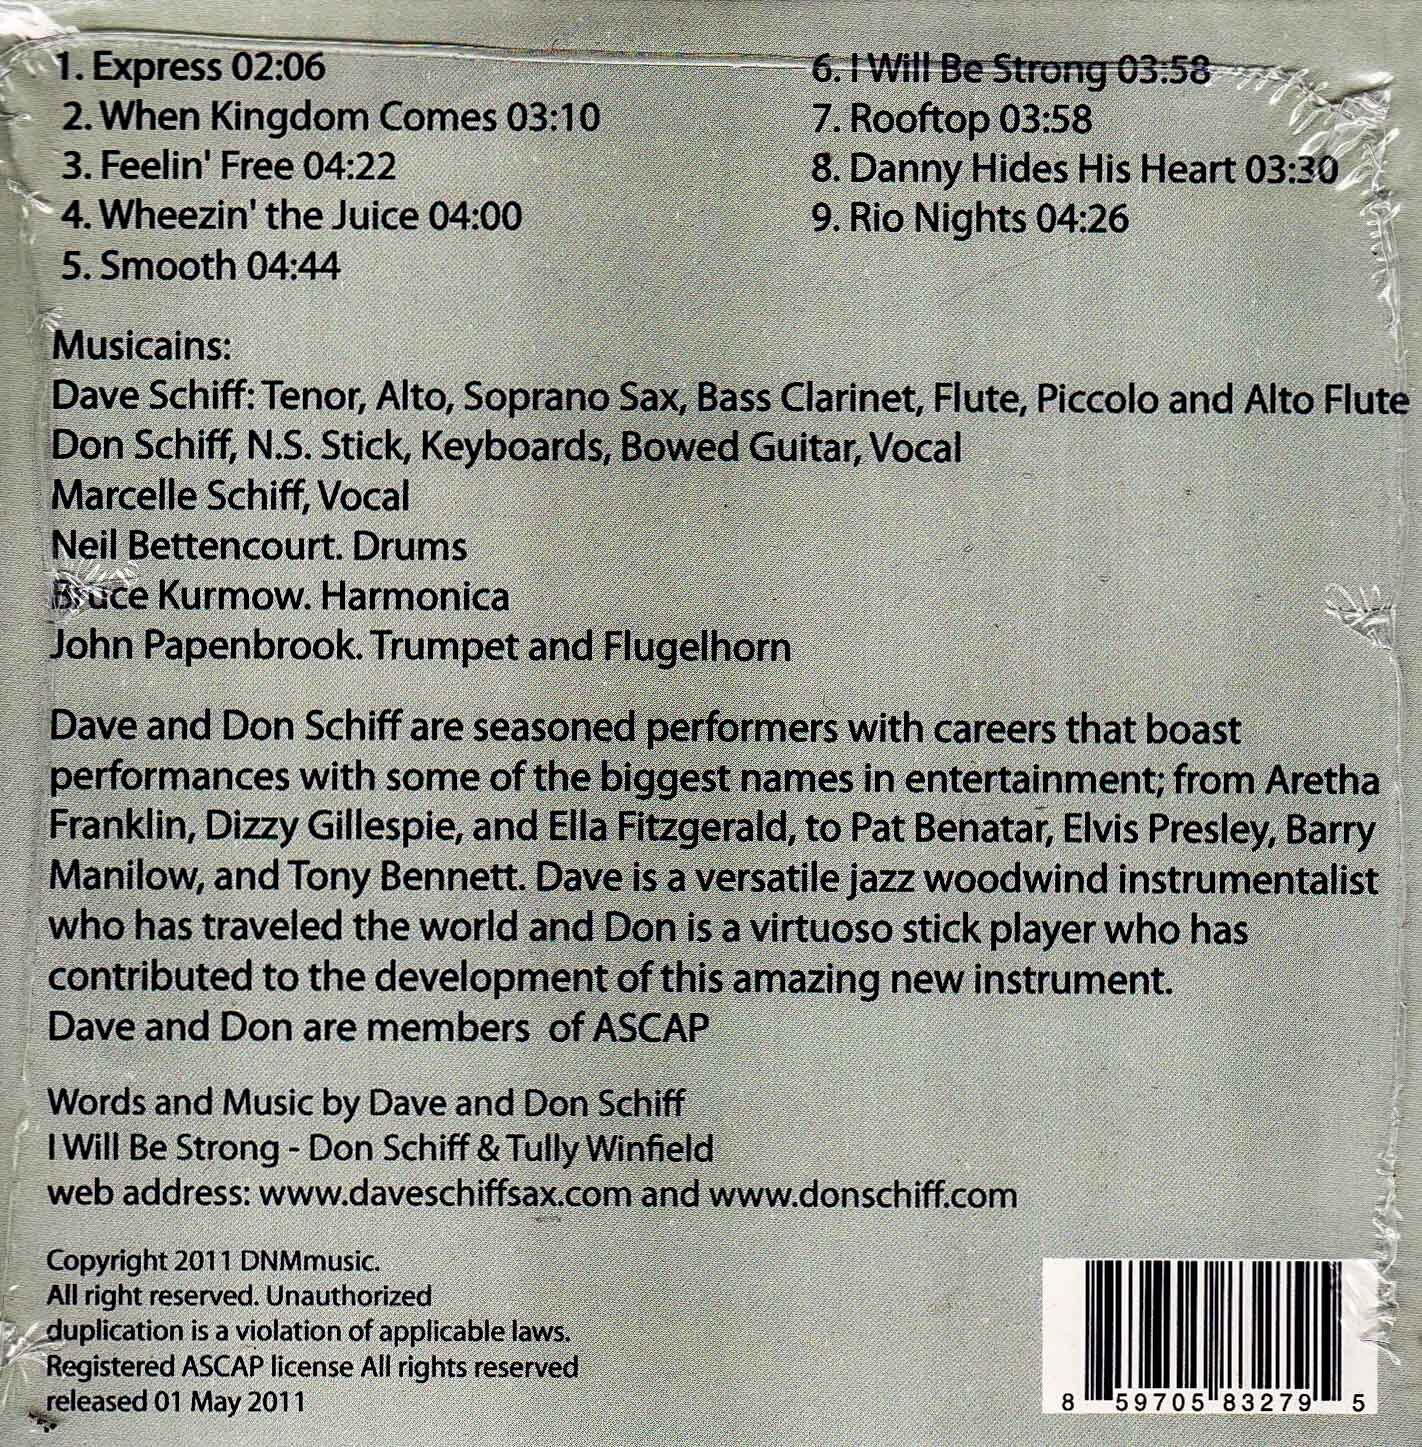 1. Express 02:06
2. When Kingdom Comes 03:10
3. Feelin' Free 04:22
4. Wheezin' the Juice 04:00
5. Smooth 04:44
6. I Will Be Strong 03:58
7. Rooftop 03:58
8. Danny Hides His Heart 03:30
9. Rio Nights 04:26
Musicains:
Dave Schiff: Tenor, Alto, Soprano Sax, Bass Clarinet, Flute, Piccolo and Alto Flute
Don Schiff, N.S. Stick, Keyboards, Bowed Guitar, Vocal
Marcelle Schiff, Vocal
Neil Bettencourt. Drums
Bruce Kurmow. Harmonica
John Papenbrook. Trumpet and Flugelhorn
Dave and Don Schiff are seasoned performers with careers that boast
performances with some of the biggest names in entertainment; from Aretha
Franklin, Dizzy Gillespie, and Ella Fitzgerald, to Pat Benatar, Elvis Presley, Barry
Manilow, and Tony Bennett. Dave is a versatile jazz woodwind instrumentalist
who has traveled the world and Don is a virtuoso stick player who has
contributed to the development of this amazing new instrument.
Dave and Don are members of ASCAP
Words and Music by Dave and Don Schiff
I Will Be Strong - Don Schiff & Tully Winfield
web address: www.daveschiffsax.com and www.donschiff.com
Copyright 2011 DNMmusic.
All right reserved. Unauthorized
duplication is a violation of applicable laws.
Registered ASCAP license All rights reserved
released 01 May 2011
8 59705 83279 5